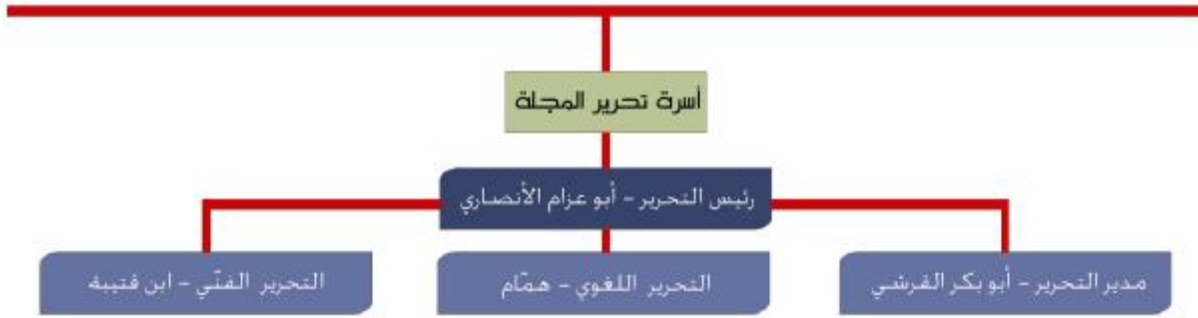 أسرة تحرير المجلة
رئيس التحرير - أبو عزام الأنصاري
مدير التحرير - أبو بكر القرشي
التحرير اللغوي - همّام
التحرير الفنّي - ابن قتيبة